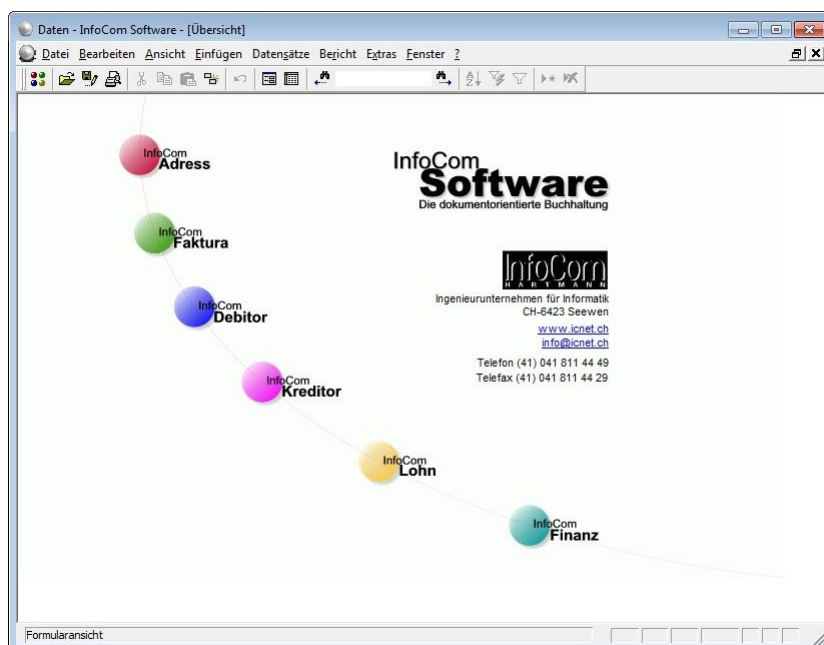 Daten - InfoCom Software - [Übersicht]
Datei Bearbeiten Ansicht Einfügen Datensätze Bericht Extras Fenster ?
InfoCom
Adress
InfoCom
Faktura
InfoCom
Debitor
InfoCom
Kreditor
InfoCom
Lohn
InfoCom
Finanz
InfoCom
Software
Die dokumentorientierte Buchhaltung
InfoCom
HARTMANN
Ingenieurunternehmen für Informatik
CH-6423 Seewen
www.icnet.ch
info@icnet.ch
Telefon (41) 041 811 44 49
Telefax (41) 041 811 44 29
Formularansicht